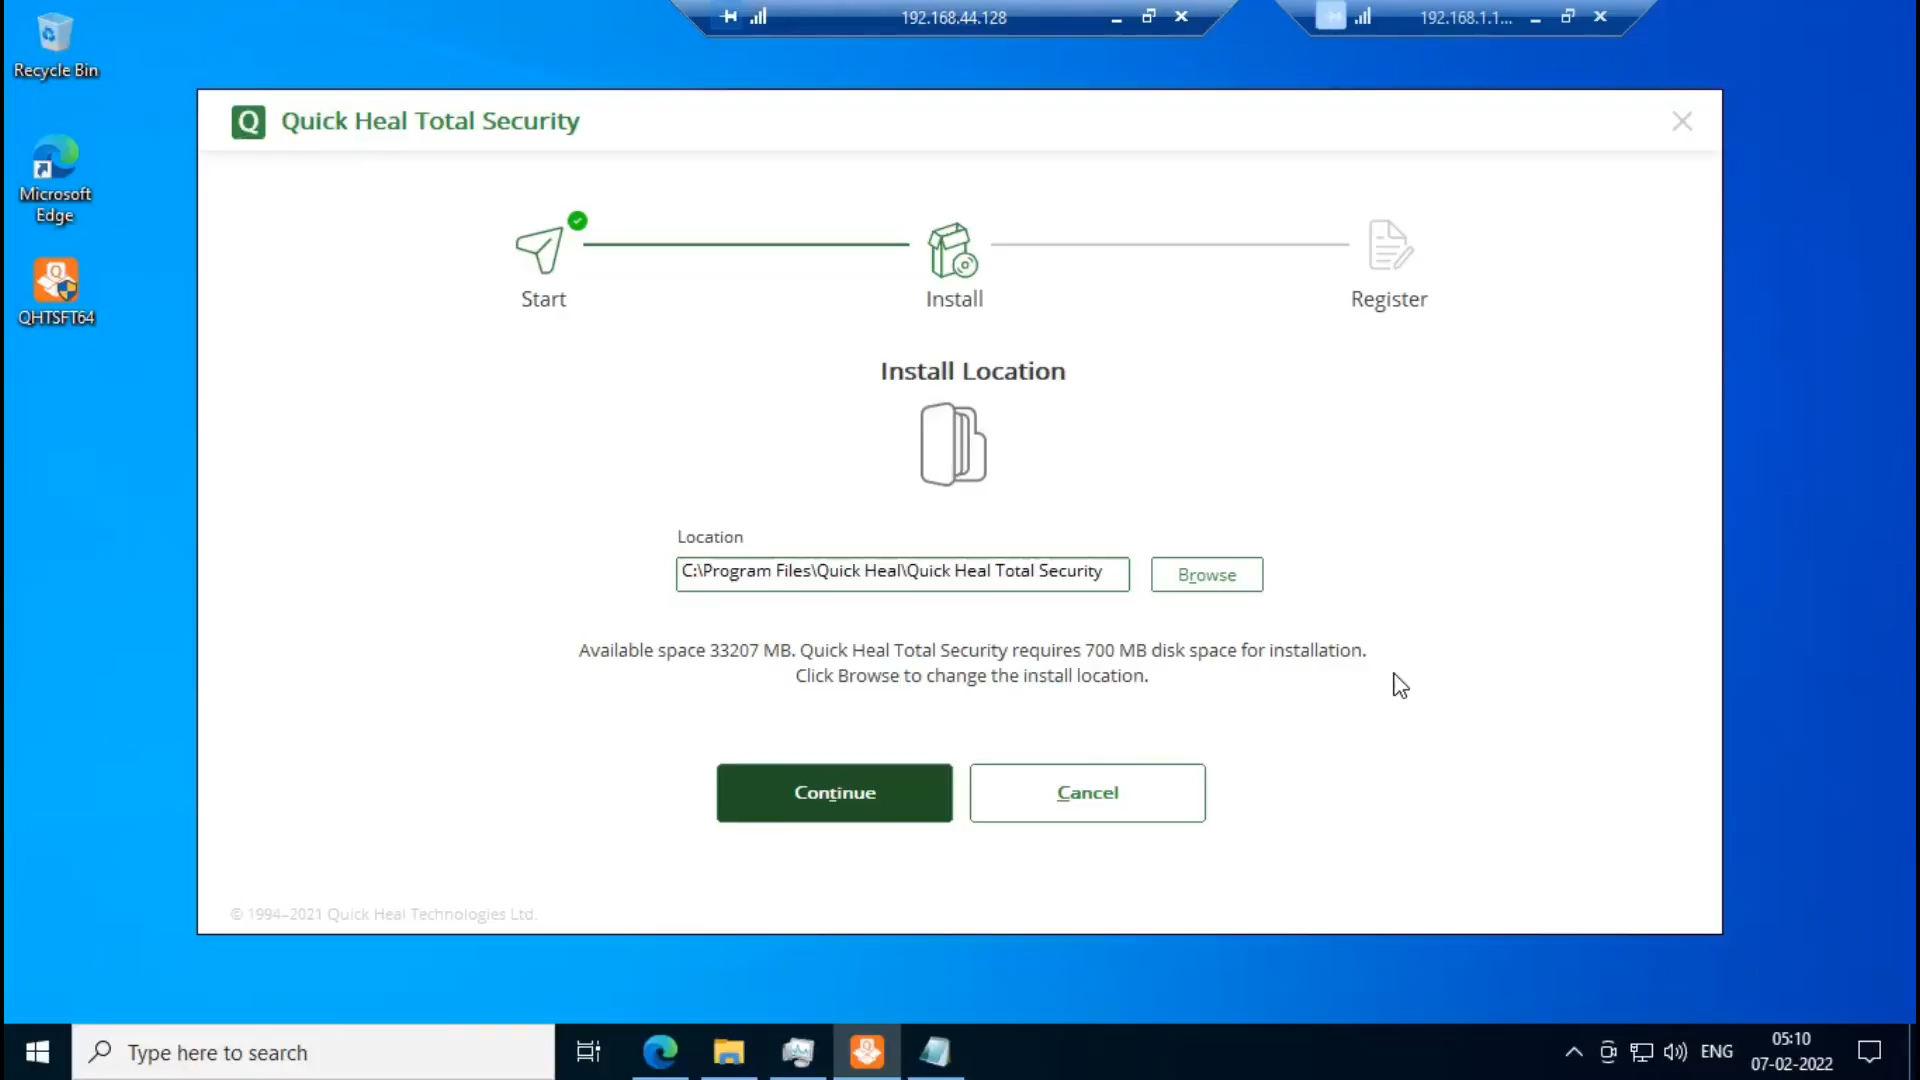 192.168.44.128
192.168.1.1...
Recycle Bin
Microsoft
Edge
QHTSFT64
Quick Heal Total Security
Start
Install
Register
Install Location
Location
C:\Program Files\Quick Heal\Quick Heal Total Security
Browse
Available space 33207 MB. Quick Heal Total Security requires 700 MB disk space for installation.
Click Browse to change the install location.
Continue
Cancel
© 1994–2021 Quick Heal Technologies Ltd.
Type here to search
ENG
05:10
07-02-2022